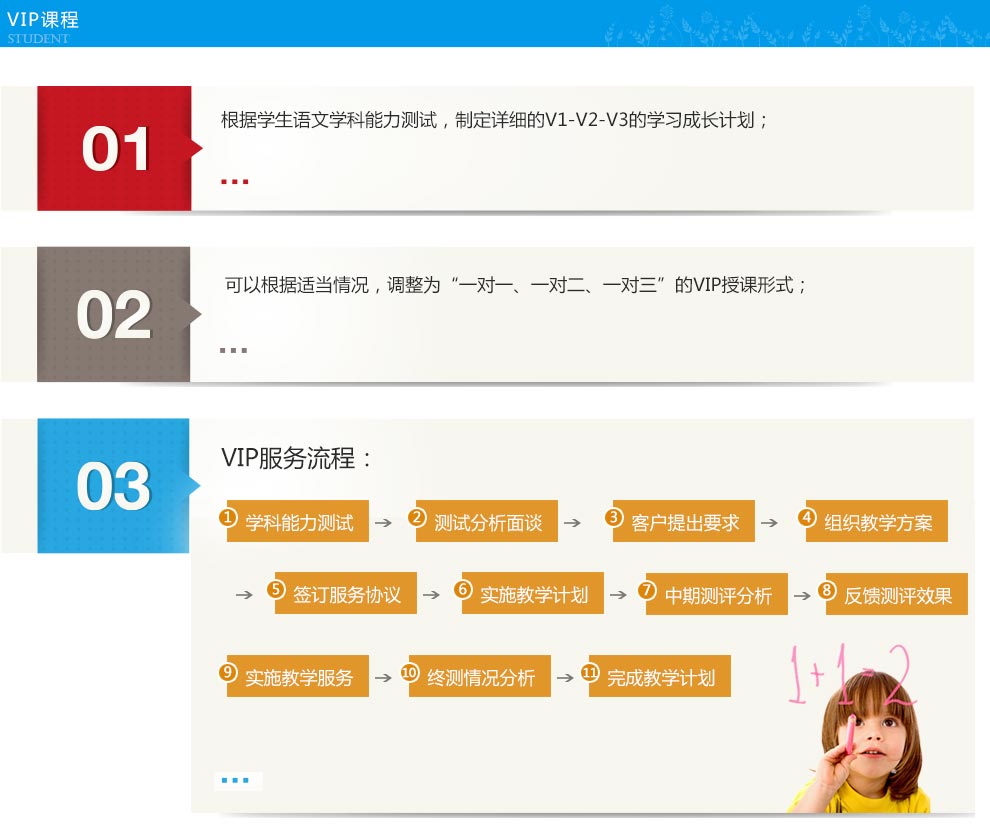 VIP课程
STUDENT
01
根据学生语文学科能力测试，制定详细的V1-V2-V3的学习成长计划；
02
可以根据适当情况，调整为“一对一、一对二、一对三”的VIP授课形式；
03
VIP服务流程：
1 学科能力测试 → 2 测试分析面谈 → 3 客户提出要求 → 4 组织教学方案
→ 5 签订服务协议 → 6 实施教学计划 → 7 中期测评分析 → 8 反馈测评效果
9 实施教学服务 → 10 终测情况分析 → 11 完成教学计划
1+1=2